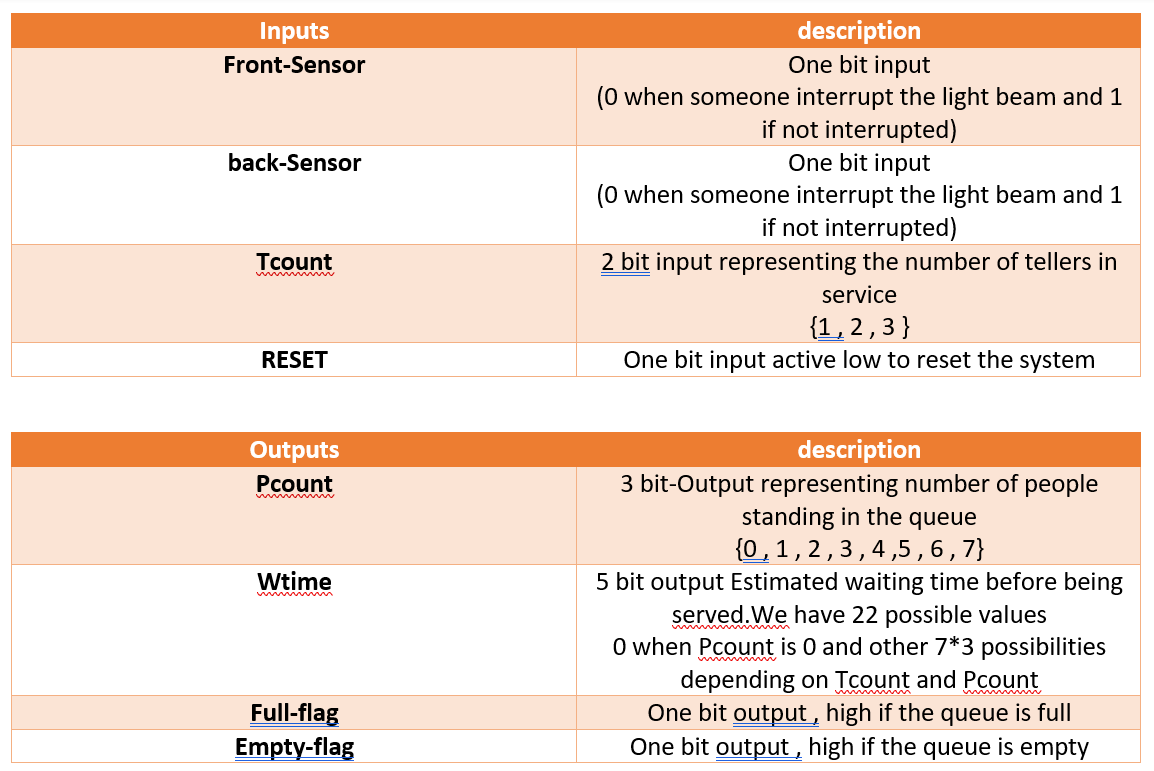 Inputs
description
Front-Sensor
One bit input
(0 when someone interrupt the light beam and 1
if not interrupted)
back-Sensor
One bit input
(0 when someone interrupt the light beam and 1
if not interrupted)
Tcount
2 bit input representing the number of tellers in
service
{1 , 2 , 3 }
RESET
One bit input active low to reset the system
Outputs
description
Pcount
3 bit-Output representing number of people
standing in the queue
{0 , 1 , 2 , 3 , 4 ,5 , 6 , 7}
Wtime
5 bit output Estimated waiting time before being
served.We have 22 possible values
0 when Pcount is 0 and other 7*3 possibilities
depending on Tcount and Pcount
Full-flag
One bit output , high if the queue is full
Empty-flag
One bit output , high if the queue is empty